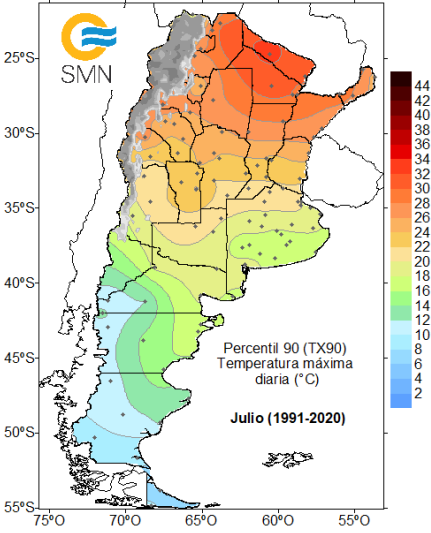 SMN
25°S
30°S
35°S
40°S
45°S
50°S
55°S
75°O
70°O
65°O
60°O
55°O
44
42
40
38
36
34
32
30
28
26
24
22
20
18
16
14
12
10
8
6
4
2
Percentil 90 (TX90)
Temperatura máxima
diaria (°C)
Julio (1991-2020)